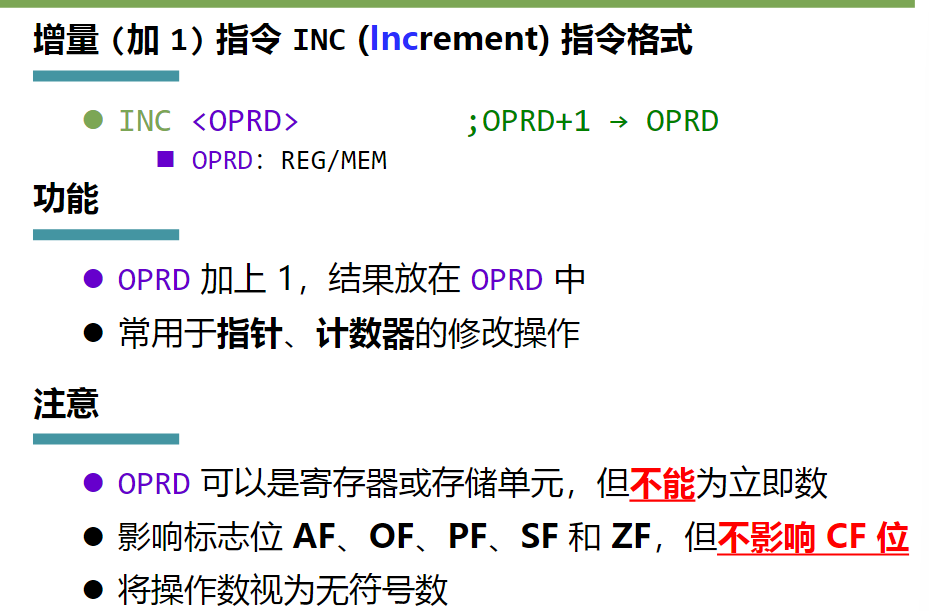 增量（加 1）指令 INC (Increment) 指令格式
INC <OPRD> ;OPRD+1 → OPRD
OPRD：REG/MEM
功能
OPRD 加上 1，结果放在 OPRD 中
常用于指针、计数器的修改操作
注意
OPRD 可以是寄存器或存储单元，但不能为立即数
影响标志位 AF、OF、PF、SF 和 ZF，但不影响 CF 位
将操作数视为无符号数